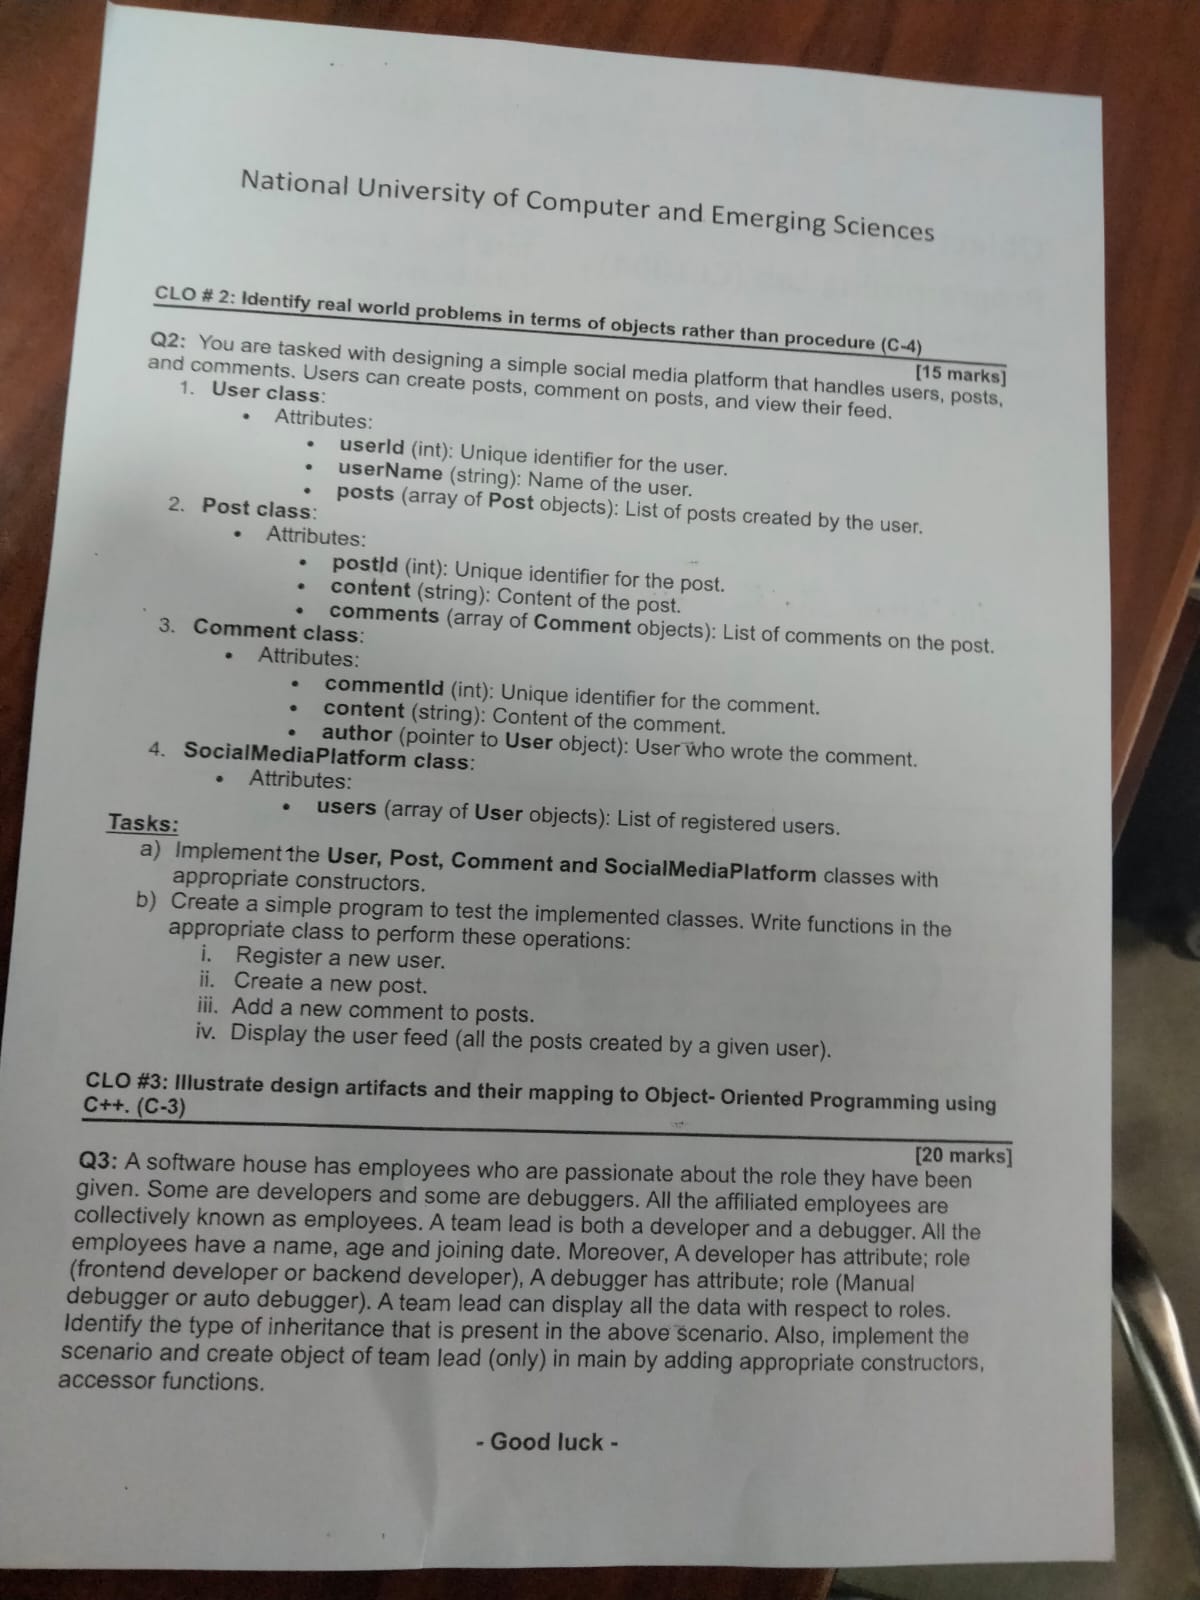 National University of Computer and Emerging Sciences
CLO # 2: Identify real world problems in terms of objects rather than procedure (C-4)
[15 marks]
Q2: You are tasked with designing a simple social media platform that handles users, posts,
and comments. Users can create posts, comment on posts, and view their feed.
1. User class:
• Attributes:
• userId (int): Unique identifier for the user.
• userName (string): Name of the user.
• posts (array of Post objects): List of posts created by the user.
2. Post class:
• Attributes:
• postId (int): Unique identifier for the post.
• content (string): Content of the post.
• comments (array of Comment objects): List of comments on the post.
3. Comment class:
• Attributes:
• commentId (int): Unique identifier for the comment.
• content (string): Content of the comment.
• author (pointer to User object): User who wrote the comment.
4. SocialMediaPlatform class:
• Attributes:
• users (array of User objects): List of registered users.
Tasks:
a) Implement the User, Post, Comment and SocialMediaPlatform classes with
appropriate constructors.
b) Create a simple program to test the implemented classes. Write functions in the
appropriate class to perform these operations:
i. Register a new user.
ii. Create a new post.
iii. Add a new comment to posts.
iv. Display the user feed (all the posts created by a given user).
CLO #3: Illustrate design artifacts and their mapping to Object- Oriented Programming using
C++. (C-3)
[20 marks]
Q3: A software house has employees who are passionate about the role they have been
given. Some are developers and some are debuggers. All the affiliated employees are
collectively known as employees. A team lead is both a developer and a debugger. All the
employees have a name, age and joining date. Moreover, A developer has attribute; role
(frontend developer or backend developer), A debugger has attribute; role (Manual
debugger or auto debugger). A team lead can display all the data with respect to roles.
Identify the type of inheritance that is present in the above scenario. Also, implement the
scenario and create object of team lead (only) in main by adding appropriate constructors,
accessor functions.
- Good luck -